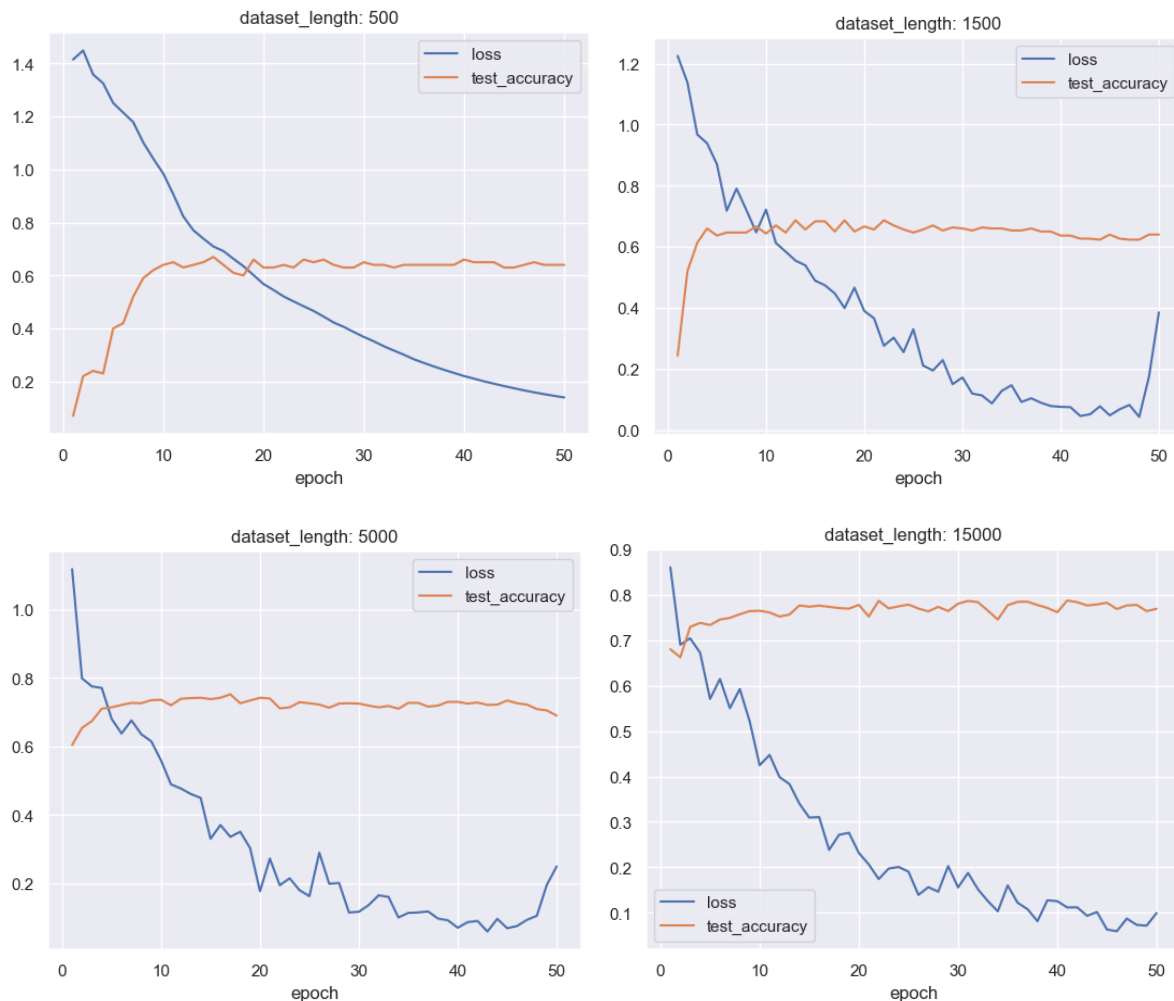 dataset_length: 500
loss
test_accuracy
1.4
1.2
1.0
0.8
0.6
0.4
0.2
0 10 20 30 40 50
epoch
dataset_length: 1500
loss
test_accuracy
1.2
1.0
0.8
0.6
0.4
0.2
0.0
0 10 20 30 40 50
epoch
dataset_length: 5000
loss
test_accuracy
1.0
0.8
0.6
0.4
0.2
0 10 20 30 40 50
epoch
dataset_length: 15000
0.9
0.8
0.7
0.6
0.5
0.4
0.3
0.2
0.1
loss
test_accuracy
0 10 20 30 40 50
epoch